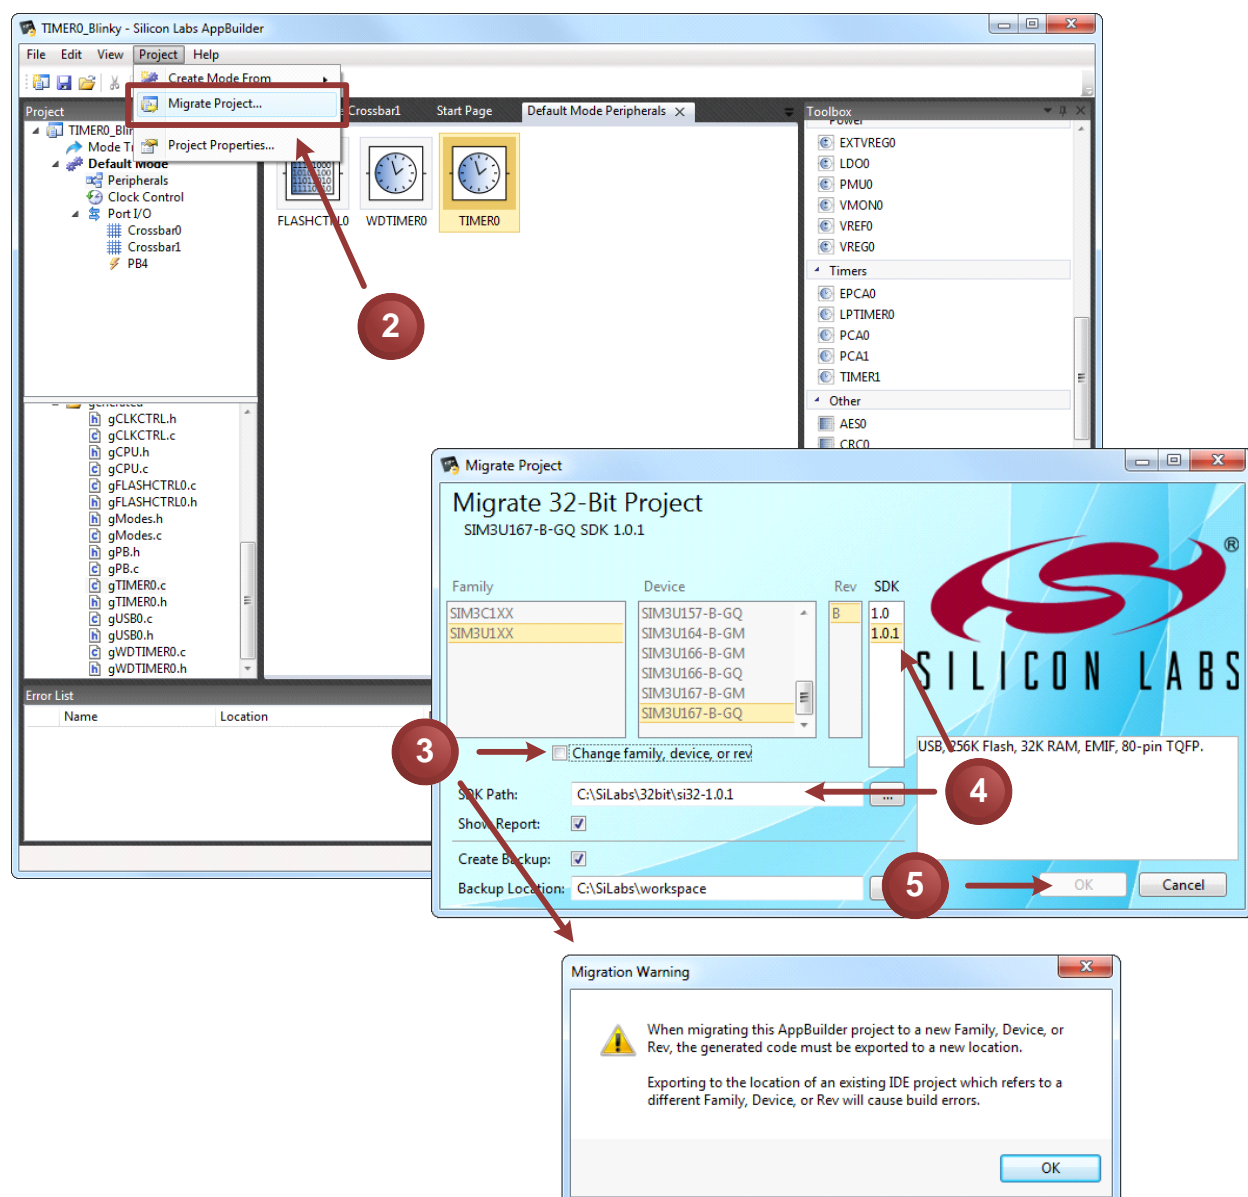 TIMER0_Blinky - Silicon Labs AppBuilder
File Edit View Project Help
Create Mode From
Migrate Project...
Project Properties...
Project
Mode
Default Mode
Peripherals
Clock Control
Port I/O
Crossbar0
Crossbar1
PB4
Crossbar1 Start Page Default Mode Peripherals
FLASHCTRL0 WDTIMER0 TIMER0
2
Toolbox
Power
EXTVREG0
LDO0
PMU0
VMON0
VREF0
VREG0
Timers
EPCA0
LPTIMER0
PCA0
PCA1
TIMER1
Other
AES0
CRC0
generated
gCLKCTRL.h
gCLKCTRL.c
gCPU.h
gCPU.c
gFLASHCTRL0.c
gFLASHCTRL0.h
gModes.h
gModes.c
gPB.h
gPB.c
gTIMER0.c
gTIMER0.h
gUSB0.c
gUSB0.h
gWDTIMER0.c
gWDTIMER0.h
Error List
Name Location
Migrate Project
Migrate 32-Bit Project
SIM3U167-B-GQ SDK 1.0.1
Family Device Rev SDK
SIM3C1XX SIM3U157-B-GQ B 1.0
SIM3U1XX SIM3U164-B-GM 1.0.1
SIM3U166-B-GM
SIM3U166-B-GQ
SIM3U167-B-GM
SIM3U167-B-GQ
®
SILICON LABS
3
Change family, device, or rev
USB, 256K Flash, 32K RAM, EMIF, 80-pin TQFP.
SDK Path: C:\SiLabs\32bit\si32-1.0.1 ...
4
Show Report:
Create Backup:
Backup Location: C:\SiLabs\workspace
5
OK Cancel
Migration Warning
When migrating this AppBuilder project to a new Family, Device, or
Rev, the generated code must be exported to a new location.
Exporting to the location of an existing IDE project which refers to a
different Family, Device, or Rev will cause build errors.
OK